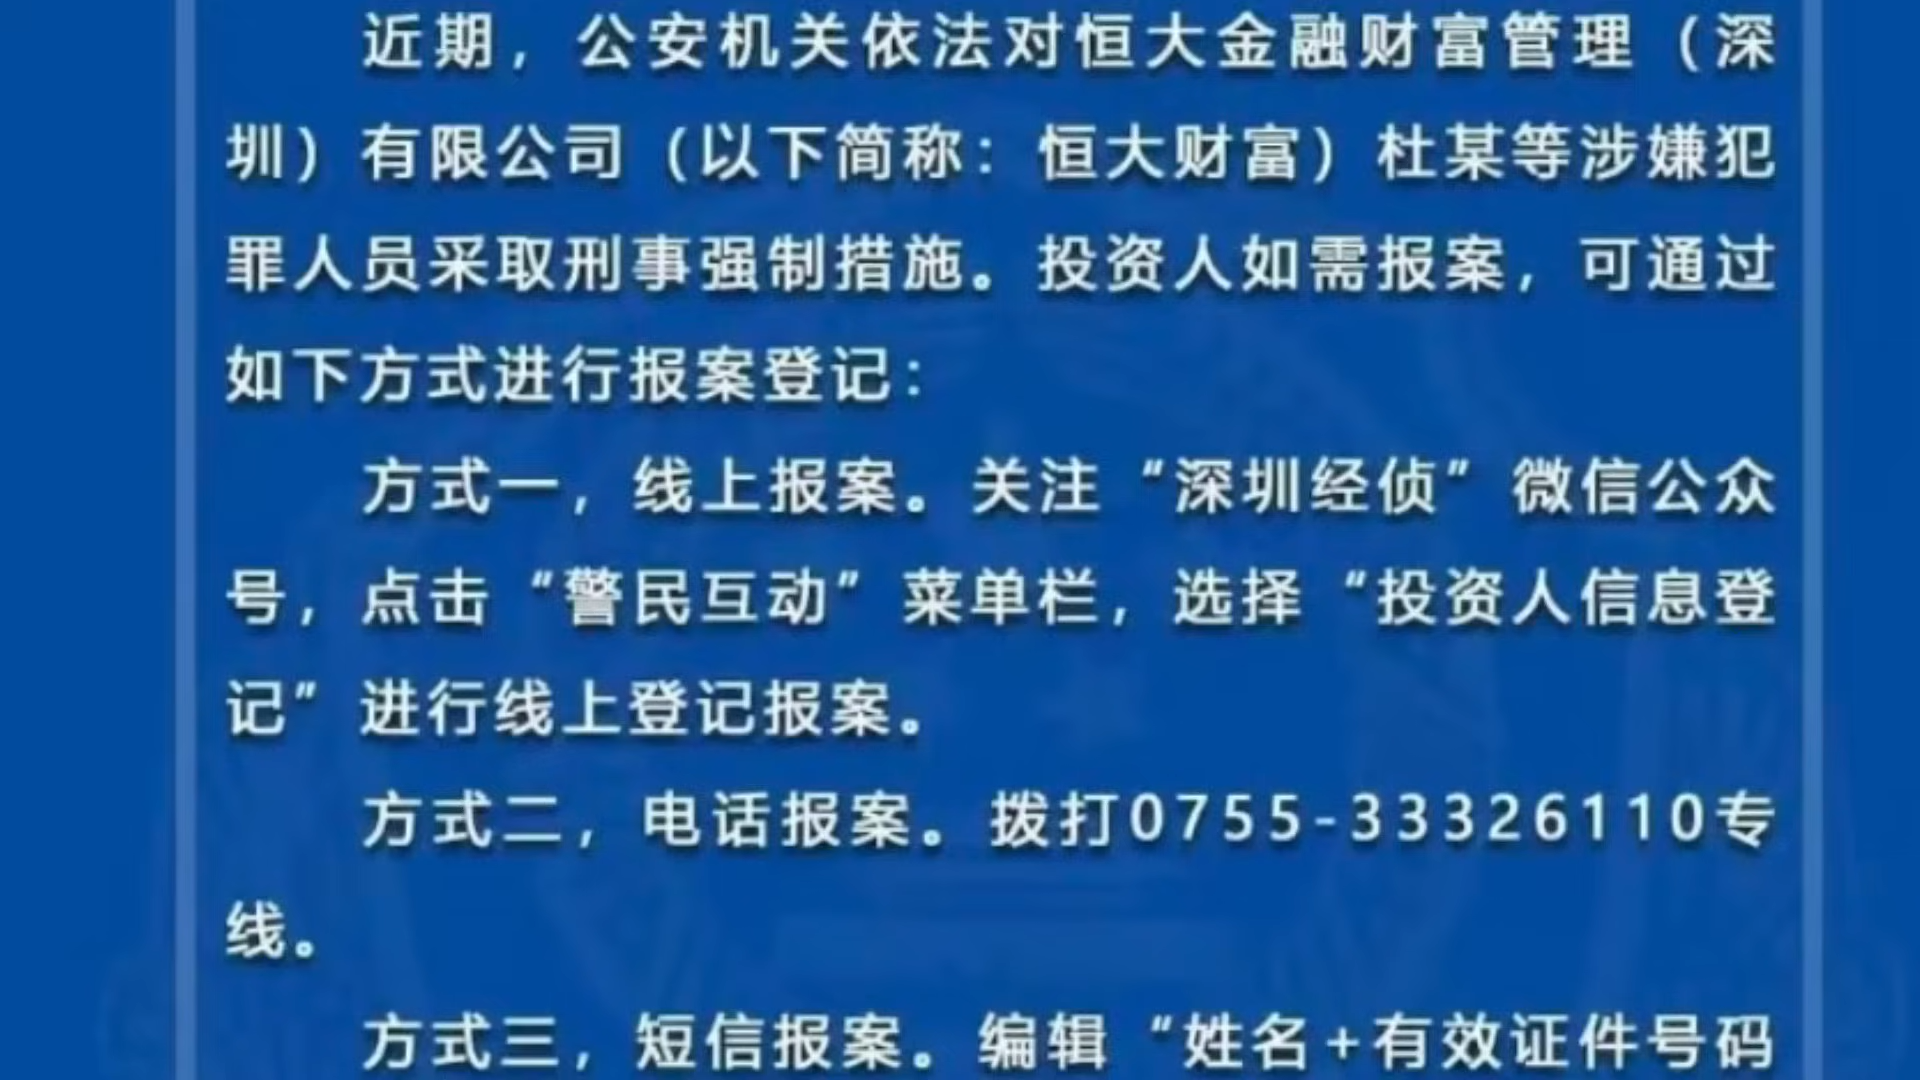 近期，公安机关依法对恒大金融财富管理（深
圳）有限公司（以下简称：恒大财富）杜某等涉嫌犯
罪人员采取刑事强制措施。投资人如需报案，可通过
如下方式进行报案登记：
方式一，线上报案。关注“深圳经侦”微信公众
号，点击“警民互动”菜单栏，选择“投资人信息登
记”进行线上登记报案。
方式二，电话报案。拨打0755-33326110专
线。
方式三，短信报案。编辑“姓名+有效证件号码